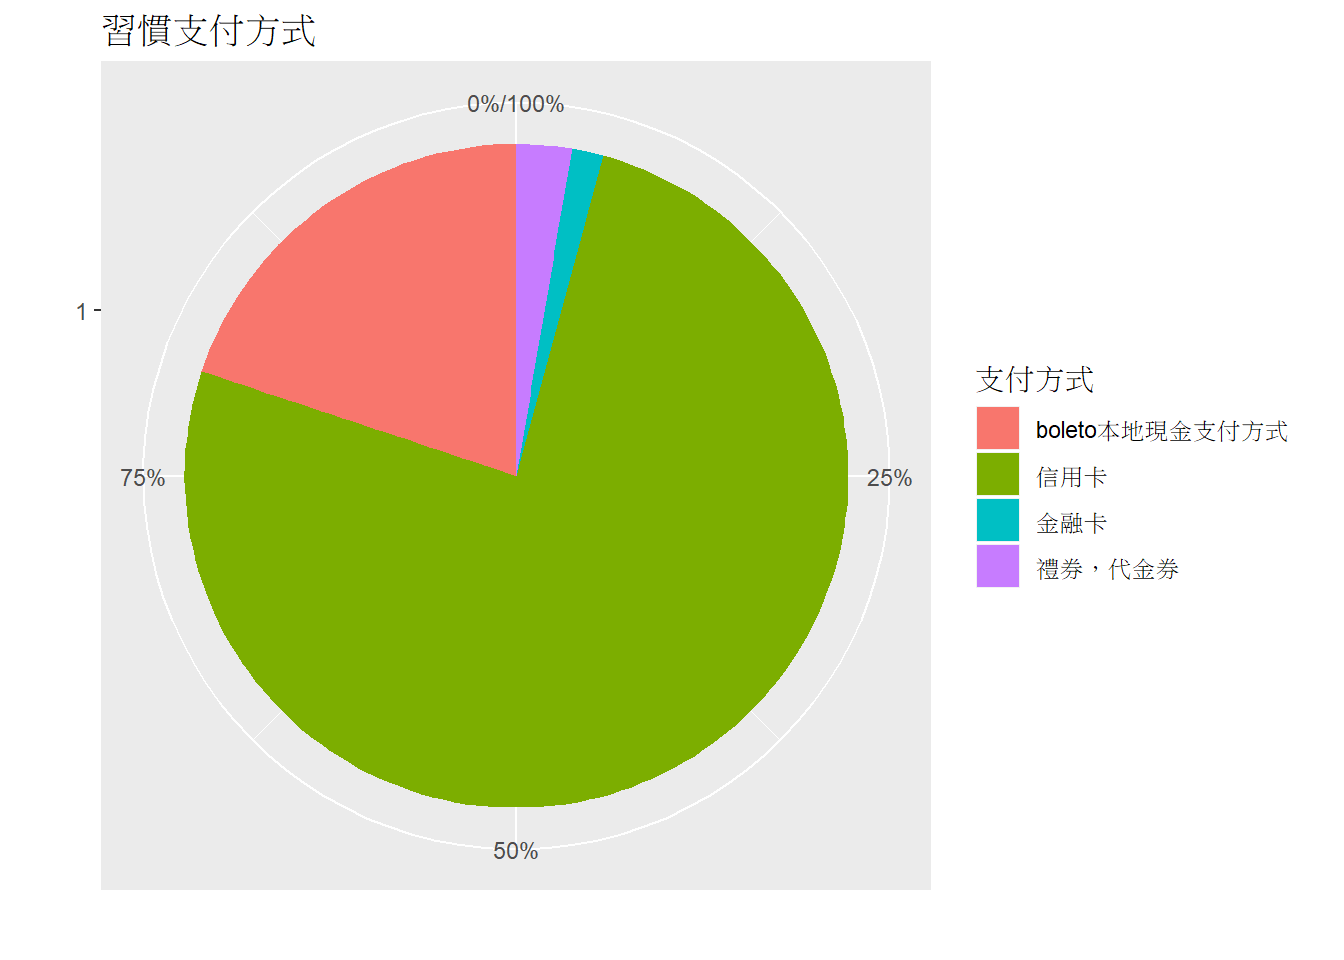 習慣支付方式
0%/100%
1
75%
25%
50%
支付方式
boleto本地現金支付方式
信用卡
金融卡
禮券，代金券